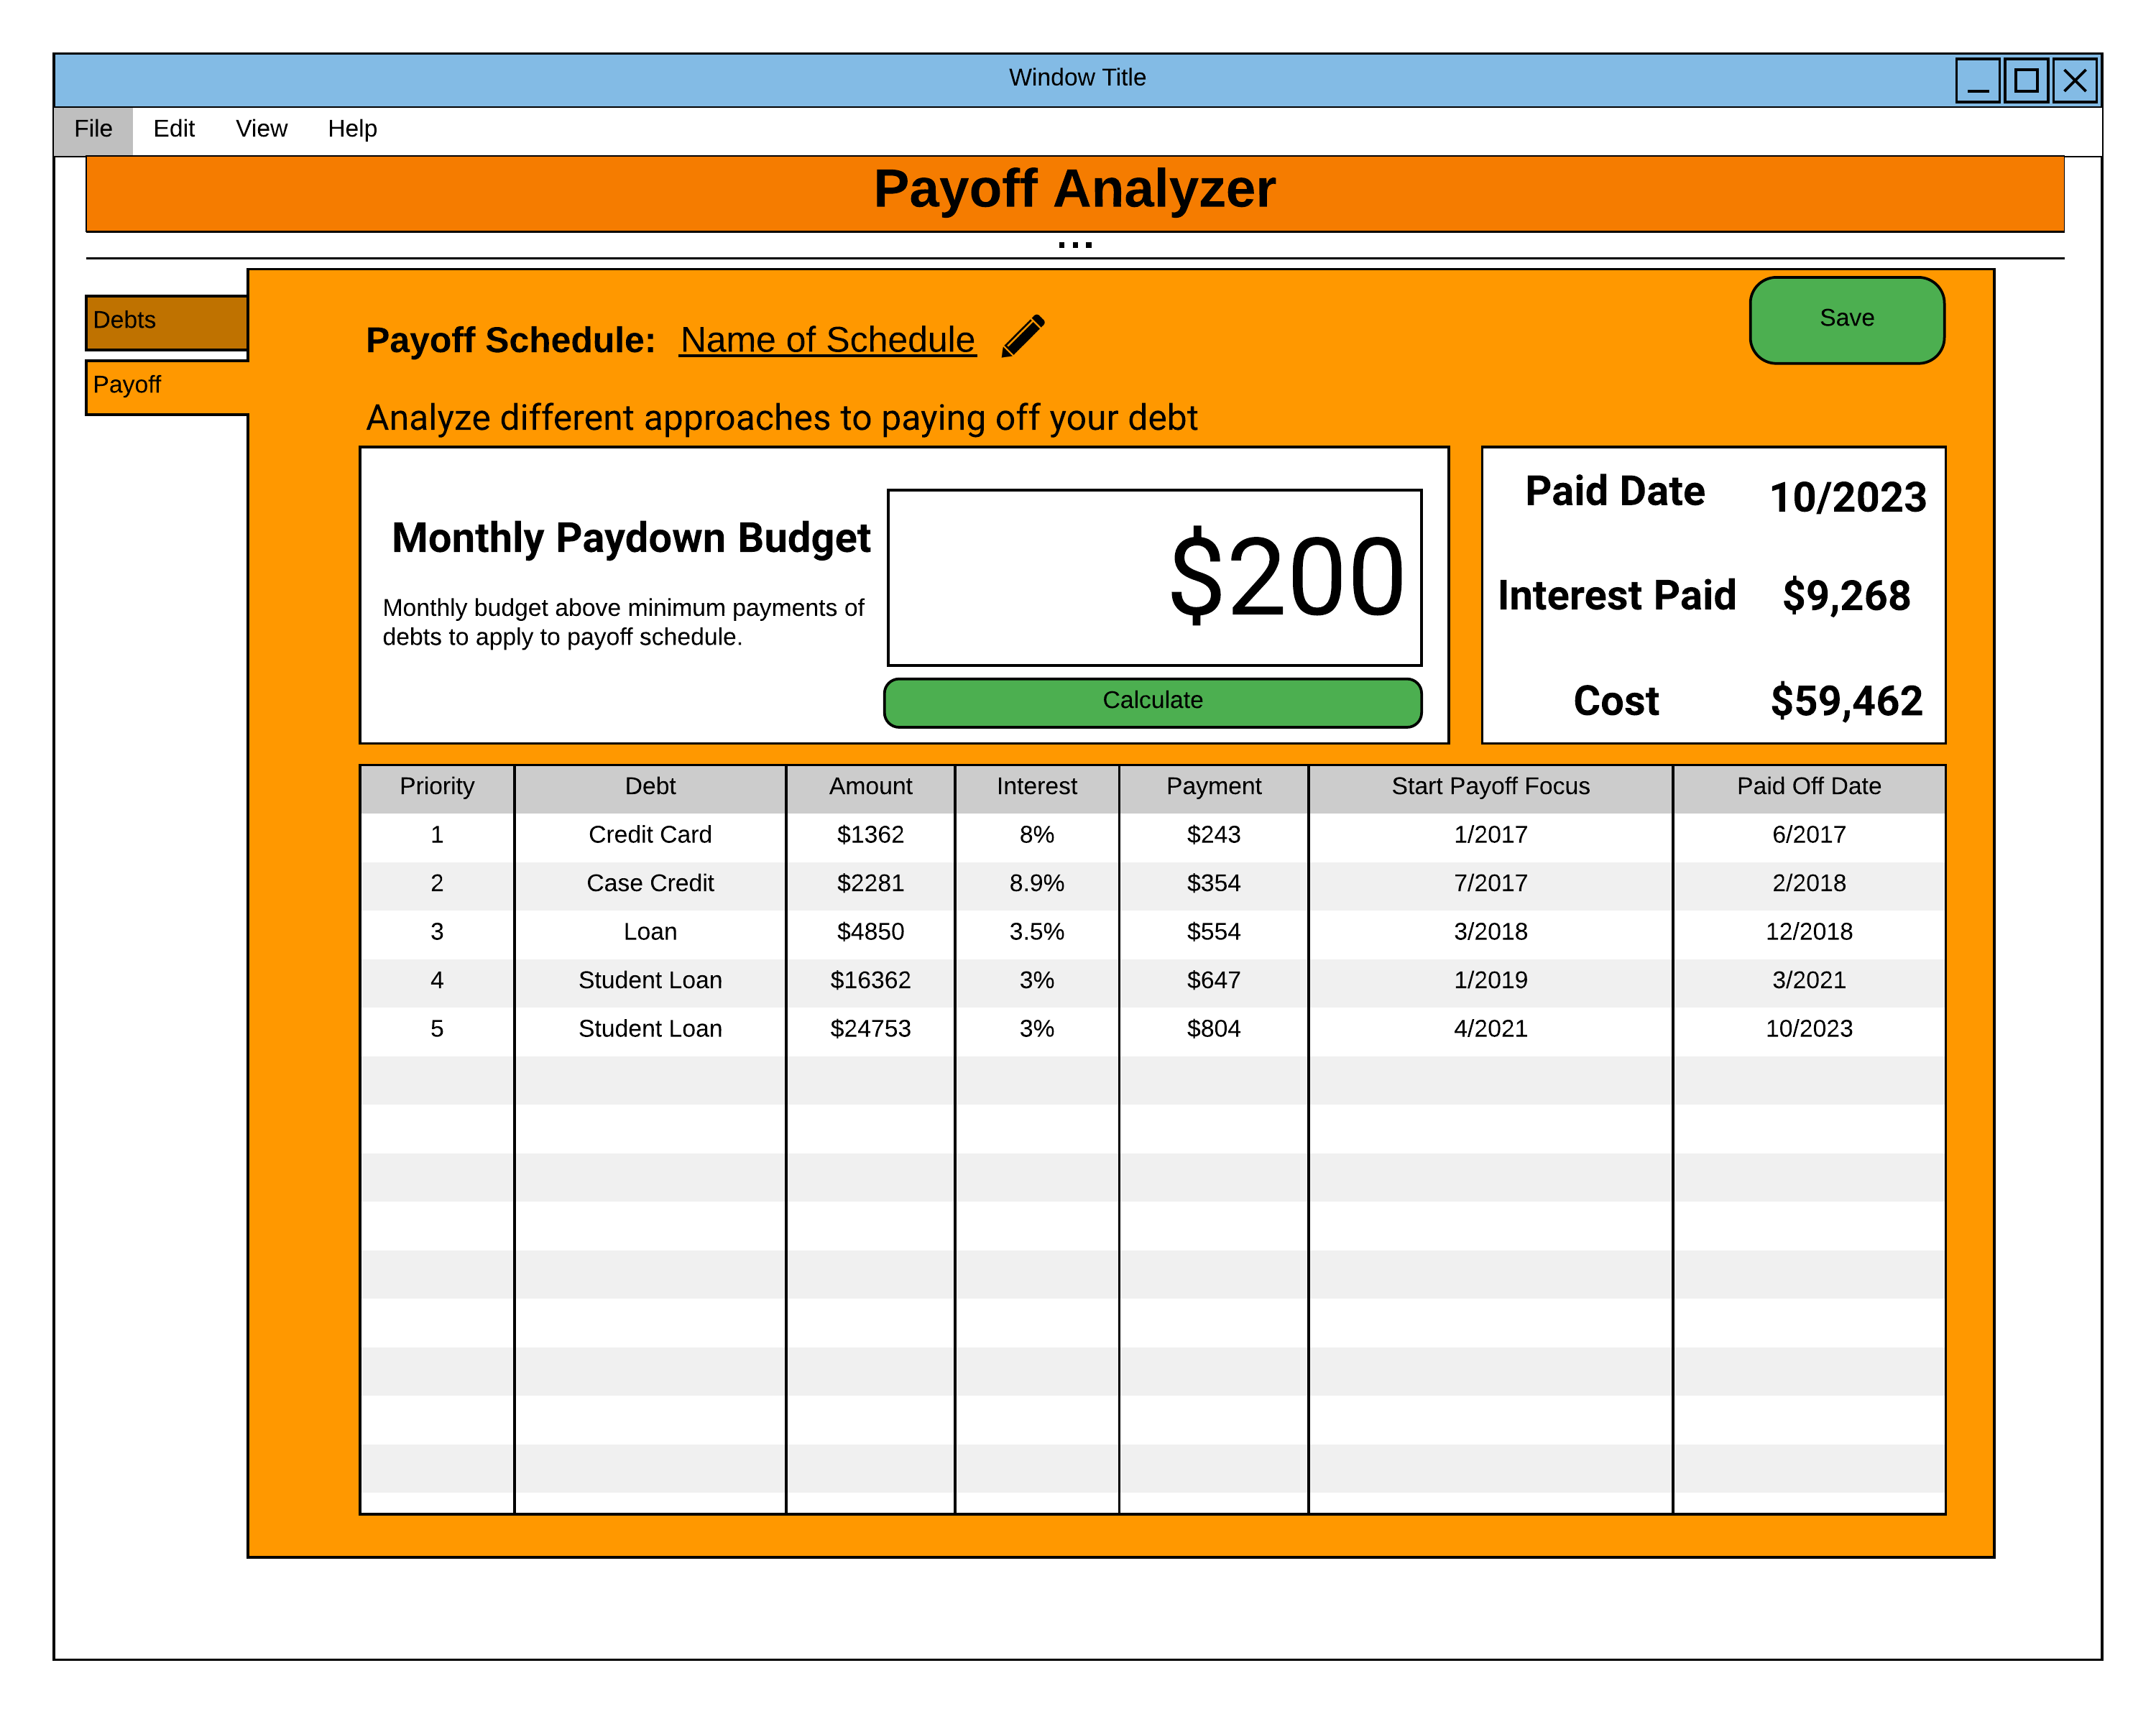 Window Title
File Edit View Help
Payoff Analyzer
...
Debts
Payoff
Payoff Schedule: Name of Schedule
Save
Analyze different approaches to paying off your debt
Monthly Paydown Budget
Monthly budget above minimum payments of
debts to apply to payoff schedule.
$200
Calculate
Paid Date 10/2023
Interest Paid $9,268
Cost $59,462
Priority Debt Amount Interest Payment Start Payoff Focus Paid Off Date
1 Credit Card $1362 8% $243 1/2017 6/2017
2 Case Credit $2281 8.9% $354 7/2017 2/2018
3 Loan $4850 3.5% $554 3/2018 12/2018
4 Student Loan $16362 3% $647 1/2019 3/2021
5 Student Loan $24753 3% $804 4/2021 10/2023